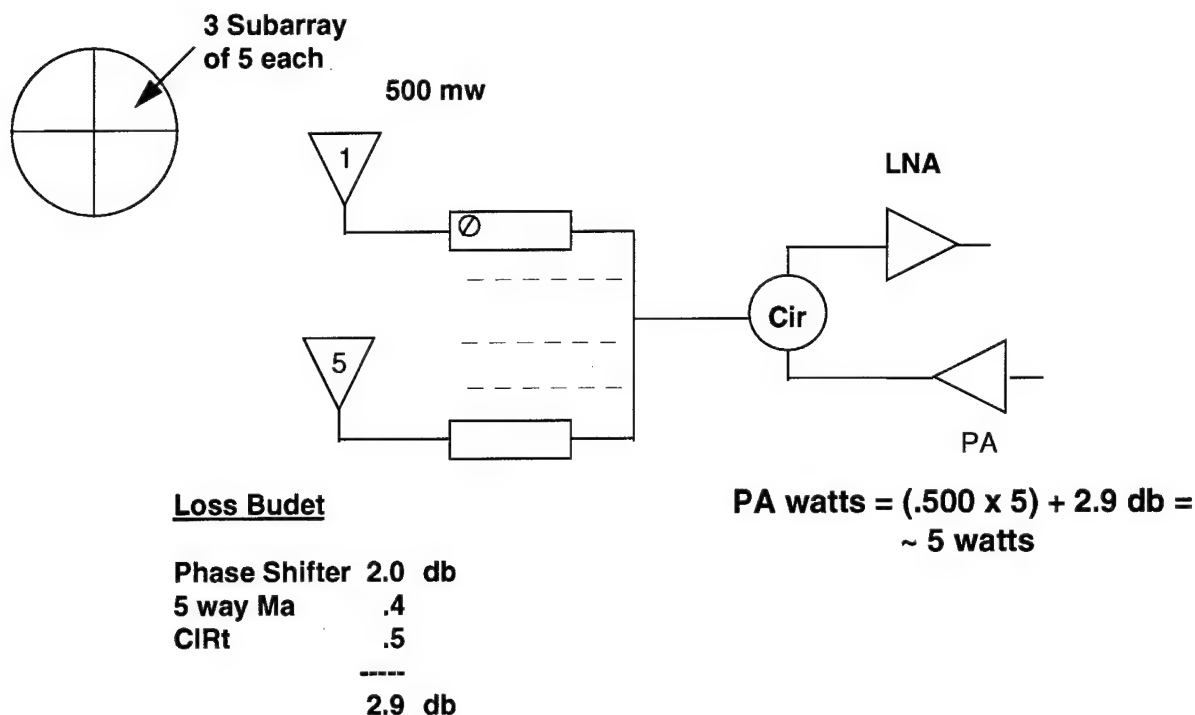 3 Subarray
of 5 each
500 mw
1
LNA
Cir
5
PA
Loss Budet
PA watts = (.500 x 5) + 2.9 db =
~ 5 watts
Phase Shifter 2.0 db
5 way Ma .4
CIRt .5
-----
2.9 db